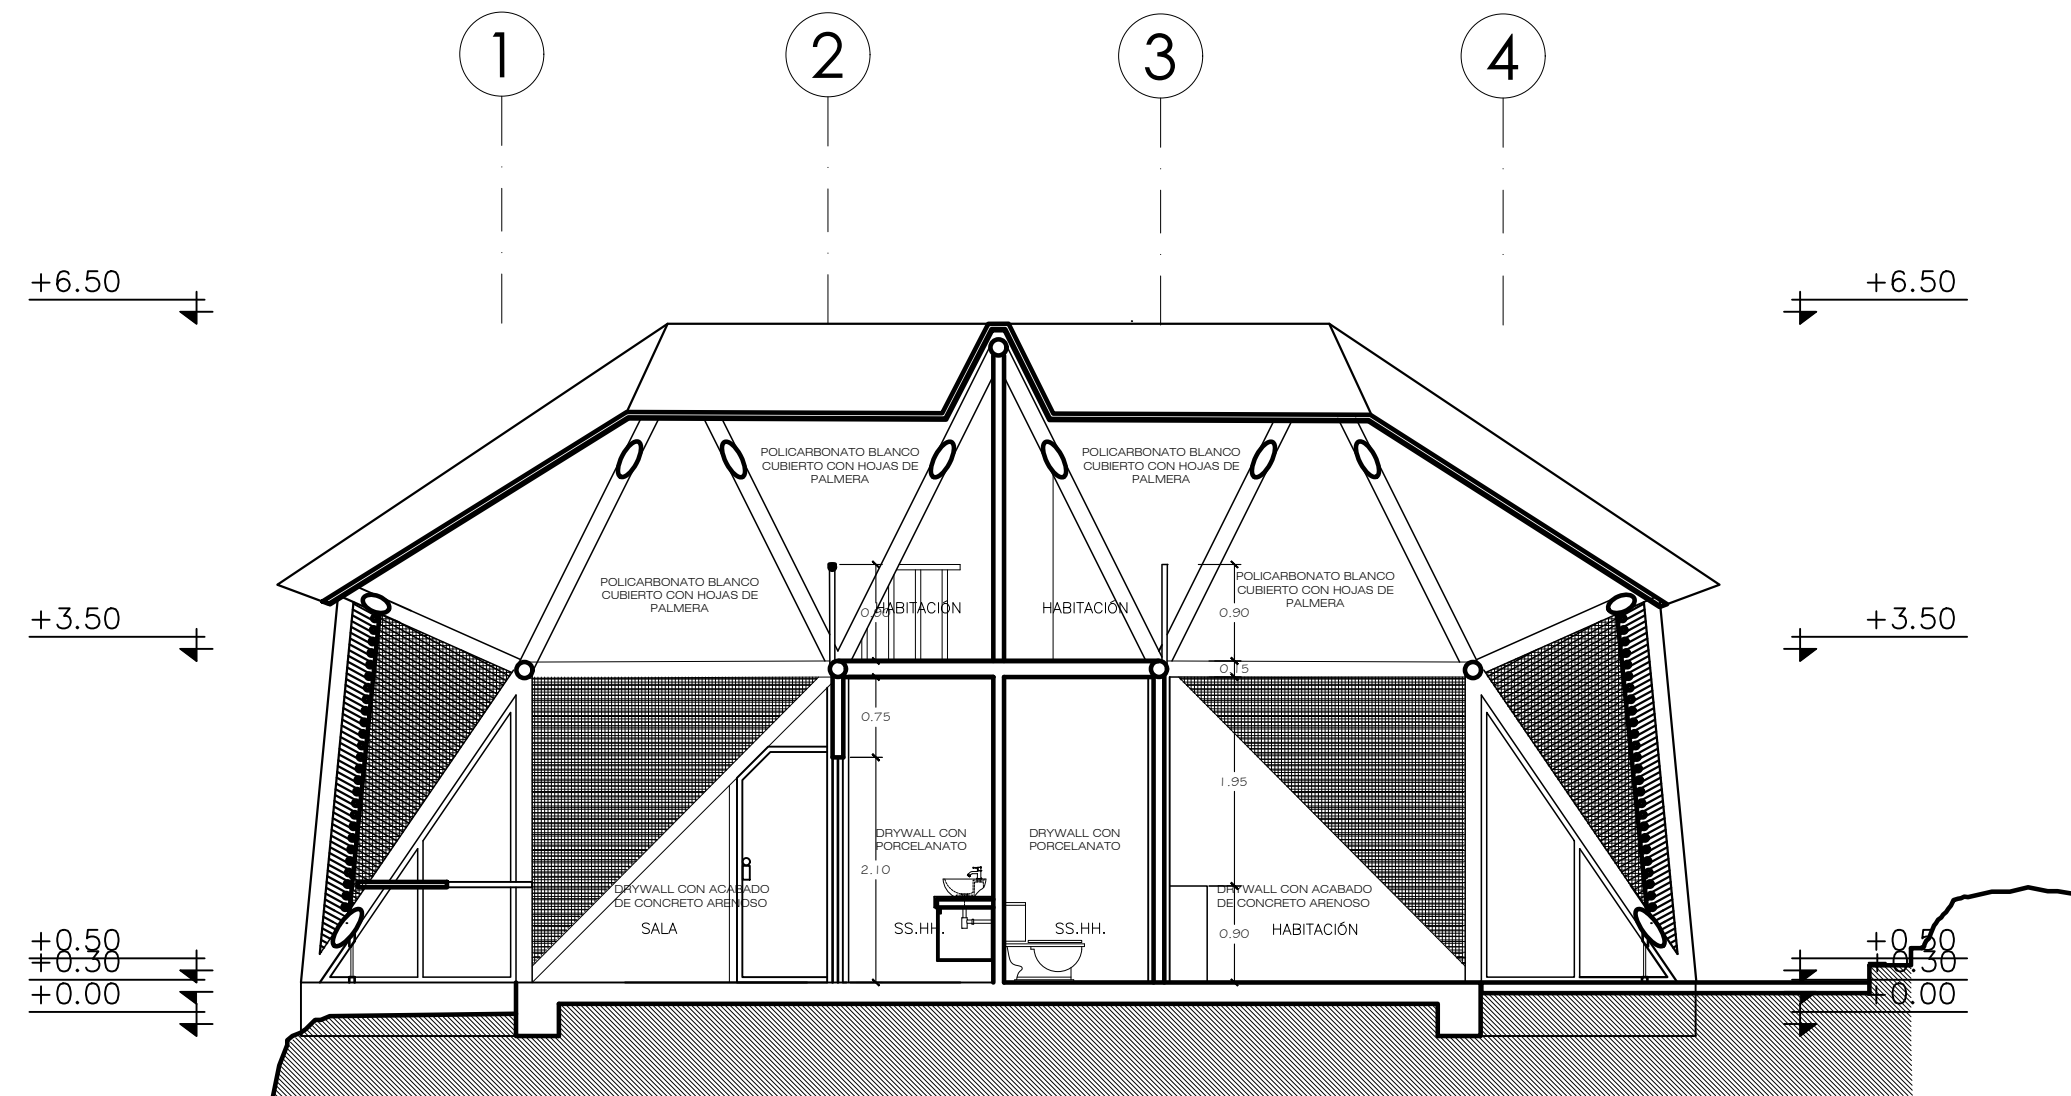 1 2 3 4
+6.50 +6.50
POLICARBONATO BLANCO
CUBIERTO CON HOJAS DE
PALMERA
POLICARBONATO BLANCO
CUBIERTO CON HOJAS DE
PALMERA
POLICARBONATO BLANCO
CUBIERTO CON HOJAS DE
PALMERA
POLICARBONATO BLANCO
CUBIERTO CON HOJAS DE
PALMERA
0.90 HABITACIÓN HABITACIÓN 0.90
+3.50 +3.50
0.15
0.75
1.95
DRYWALL CON
PORCELANATO
DRYWALL CON
PORCELANATO
2.10
DRYWALL CON ACABADO
DE CONCRETO ARENOSO
DRYWALL CON ACABADO
DE CONCRETO ARENOSO
SALA SS.HH. SS.HH. 0.90 HABITACIÓN
+0.50 +0.50
+0.30 +0.30
+0.00 +0.00